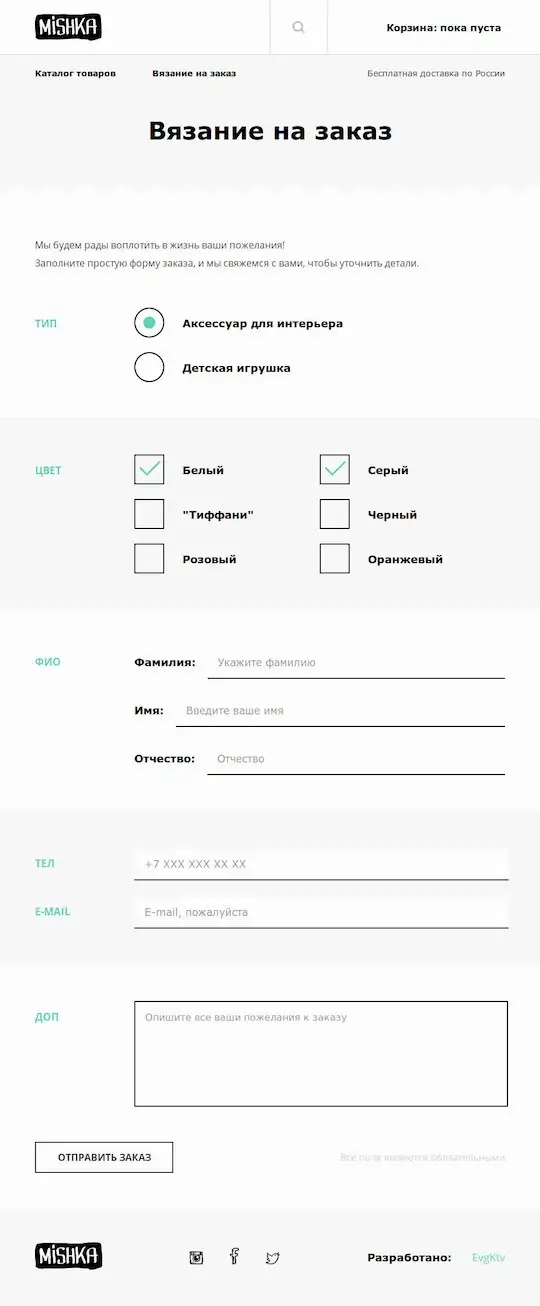 MiSHKA
Корзина: пока пуста
Каталог товаров
Вязание на заказ
Бесплатная доставка по России
Вязание на заказ
Мы будем рады воплотить в жизнь ваши пожелания!
Заполните простую форму заказа, и мы свяжемся с вами, чтобы уточнить детали.
ТИП
Аксессуар для интерьера
Детская игрушка
ЦВЕТ
Белый
Серый
"Тиффани"
Черный
Розовый
Оранжевый
ФИО
Фамилия:
Укажите фамилию
Имя:
Введите ваше имя
Отчество:
Отчество
ТЕЛ
+7 XXX XXX XX XX
E-MAIL
E-mail, пожалуйста
ДОП
Опишите все ваши пожелания к заказу
ОТПРАВИТЬ ЗАКАЗ
Все поля являются обязательными
MiSHKA
Разработано:
EvgKtv